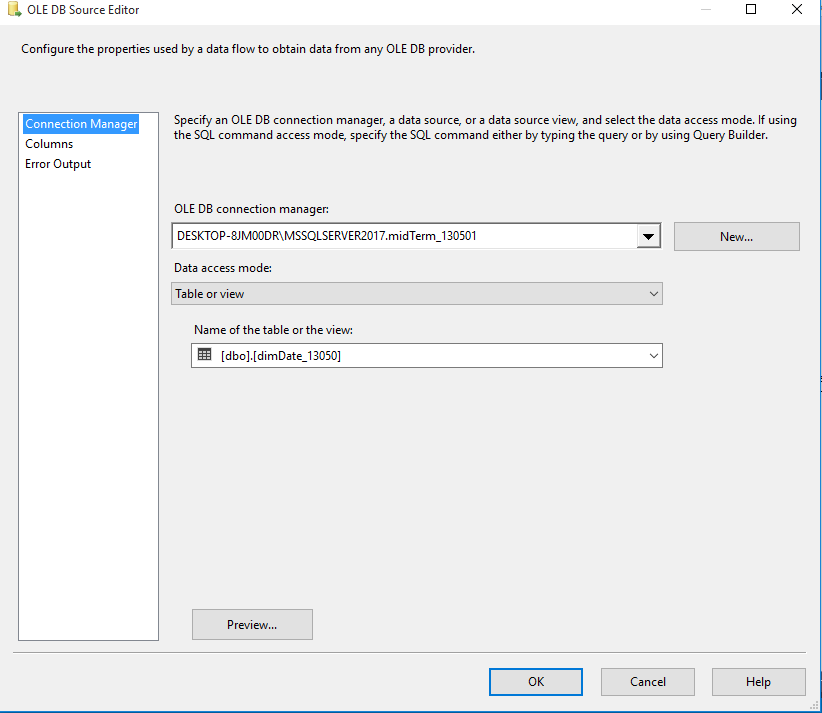 OLE DB Source Editor
Configure the properties used by a data flow to obtain data from any OLE DB provider.
Connection Manager
Columns
Error Output
Specify an OLE DB connection manager, a data source, or a data source view, and select the data access mode. If using
the SQL command access mode, specify the SQL command either by typing the query or by using Query Builder.
OLE DB connection manager:
DESKTOP-8JM00DR\MSSQLSERVER2017.midTerm_130501
New...
Data access mode:
Table or view
Name of the table or the view:
[dbo].[dimDate_13050]
Preview...
OK
Cancel
Help